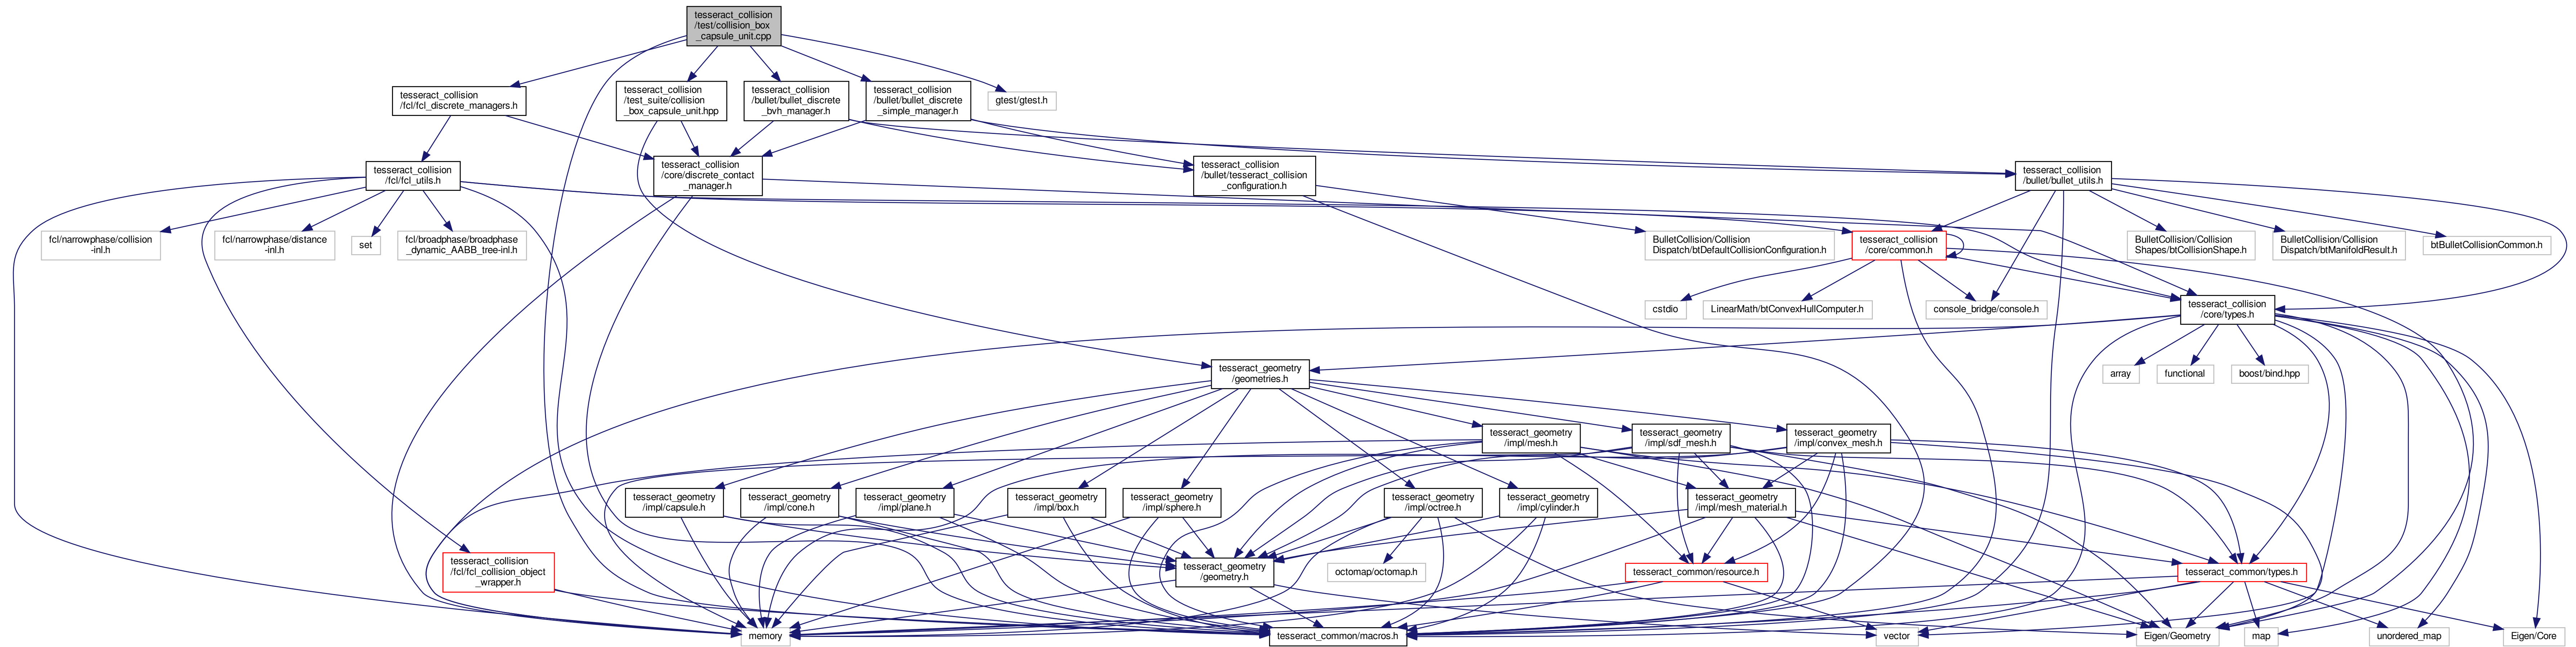 tesseract_collision
/test/collision_box
_capsule_unit.cpp
tesseract_collision
/fcl/fcl_discrete_managers.h
tesseract_collision
/test_suite/collision
_box_capsule_unit.hpp
tesseract_collision
/bullet/bullet_discrete
_bvh_manager.h
tesseract_collision
/bullet/bullet_discrete
_simple_manager.h
gtest/gtest.h
tesseract_collision
/fcl/fcl_utils.h
tesseract_collision
/core/discrete_contact
_manager.h
tesseract_collision
/bullet/tesseract_collision
_configuration.h
tesseract_collision
/bullet/bullet_utils.h
fcl/narrowphase/collision
-inl.h
fcl/narrowphase/distance
-inl.h
set
fcl/broadphase/broadphase
_dynamic_AABB_tree-inl.h
BulletCollision/Collision
Dispatch/btDefaultCollisionConfiguration.h
tesseract_collision
/core/common.h
BulletCollision/Collision
Shapes/btCollisionShape.h
BulletCollision/Collision
Dispatch/btManifoldResult.h
btBulletCollisionCommon.h
cstdio
LinearMath/btConvexHullComputer.h
console_bridge/console.h
tesseract_collision
/core/types.h
tesseract_geometry
/geometries.h
array
functional
boost/bind.hpp
tesseract_geometry
/impl/mesh.h
tesseract_geometry
/impl/sdf_mesh.h
tesseract_geometry
/impl/convex_mesh.h
tesseract_geometry
/impl/capsule.h
tesseract_geometry
/impl/cone.h
tesseract_geometry
/impl/plane.h
tesseract_geometry
/impl/box.h
tesseract_geometry
/impl/sphere.h
tesseract_geometry
/impl/octree.h
tesseract_geometry
/impl/cylinder.h
tesseract_geometry
/impl/mesh_material.h
tesseract_collision
/fcl/fcl_collision_object
_wrapper.h
tesseract_geometry
/geometry.h
octomap/octomap.h
tesseract_common/resource.h
tesseract_common/types.h
memory
tesseract_common/macros.h
vector
Eigen/Geometry
map
unordered_map
Eigen/Core